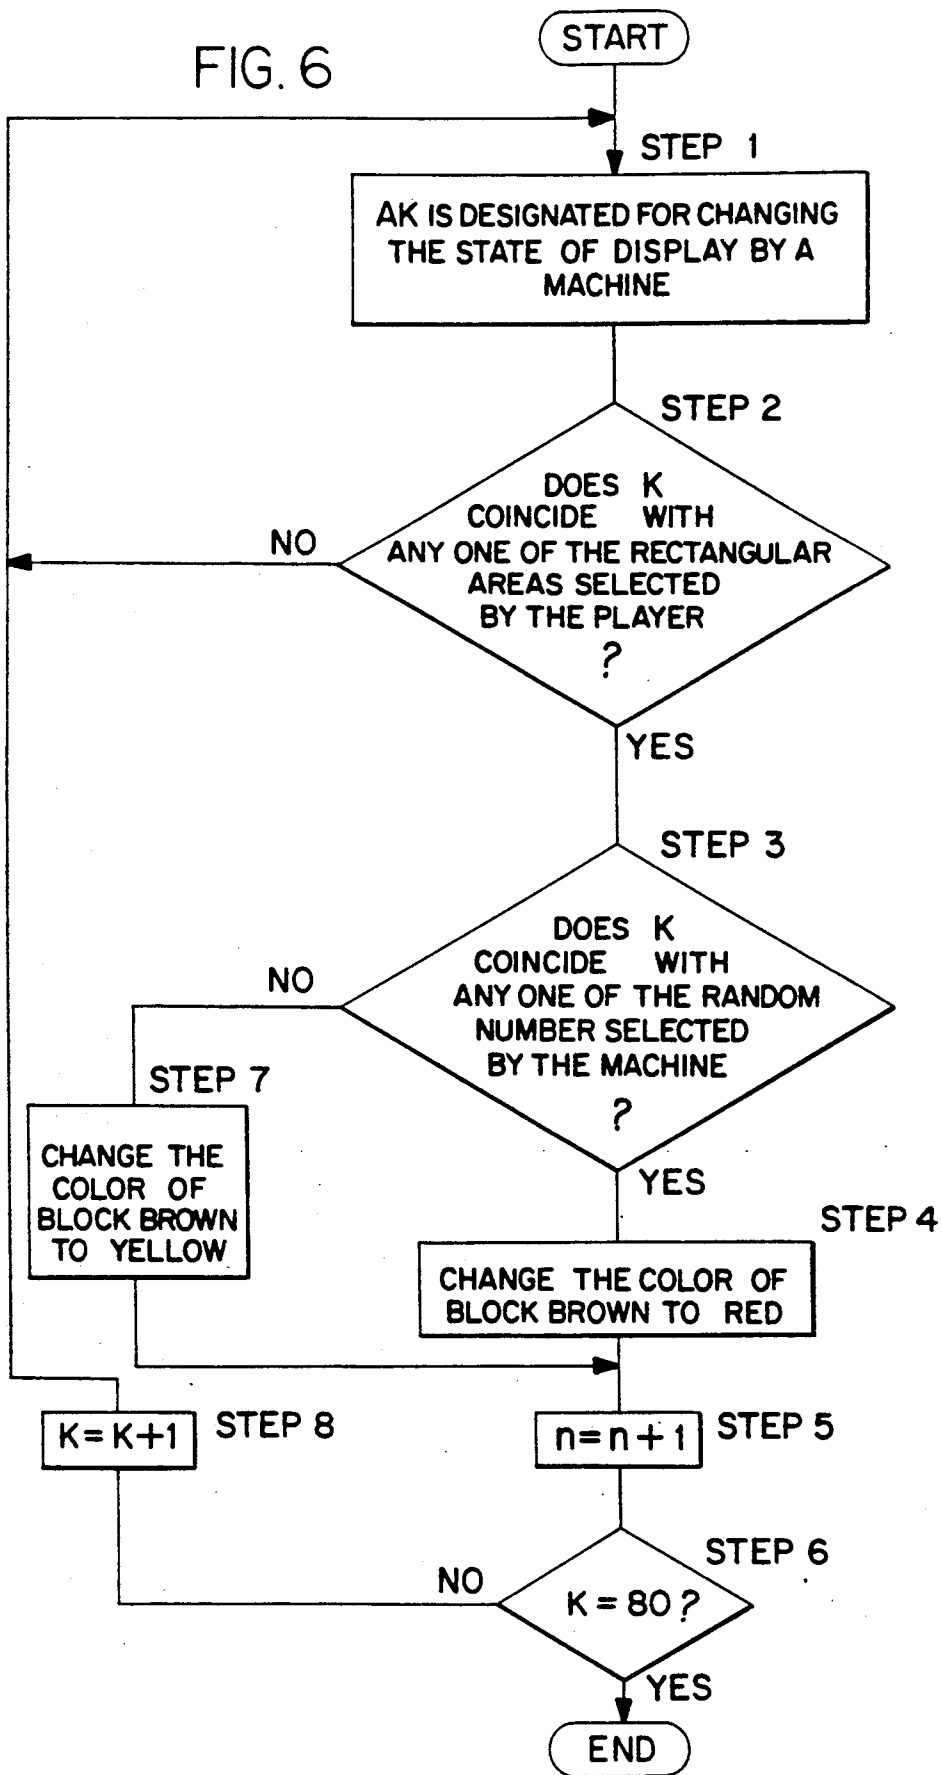 FIG. 6
START
STEP 1
AK IS DESIGNATED FOR CHANGING
THE STATE OF DISPLAY BY A
MACHINE
STEP 2
DOES K
COINCIDE WITH
ANY ONE OF THE RECTANGULAR
AREAS SELECTED
BY THE PLAYER
?
NO
YES
STEP 3
DOES K
COINCIDE WITH
ANY ONE OF THE RANDOM
NUMBER SELECTED
BY THE MACHINE
?
NO
YES
STEP 7
CHANGE THE
COLOR OF
BLOCK BROWN
TO YELLOW
STEP 4
CHANGE THE COLOR OF
BLOCK BROWN TO RED
K=K+1
STEP 8
n=n+1
STEP 5
STEP 6
K=80?
NO
YES
END